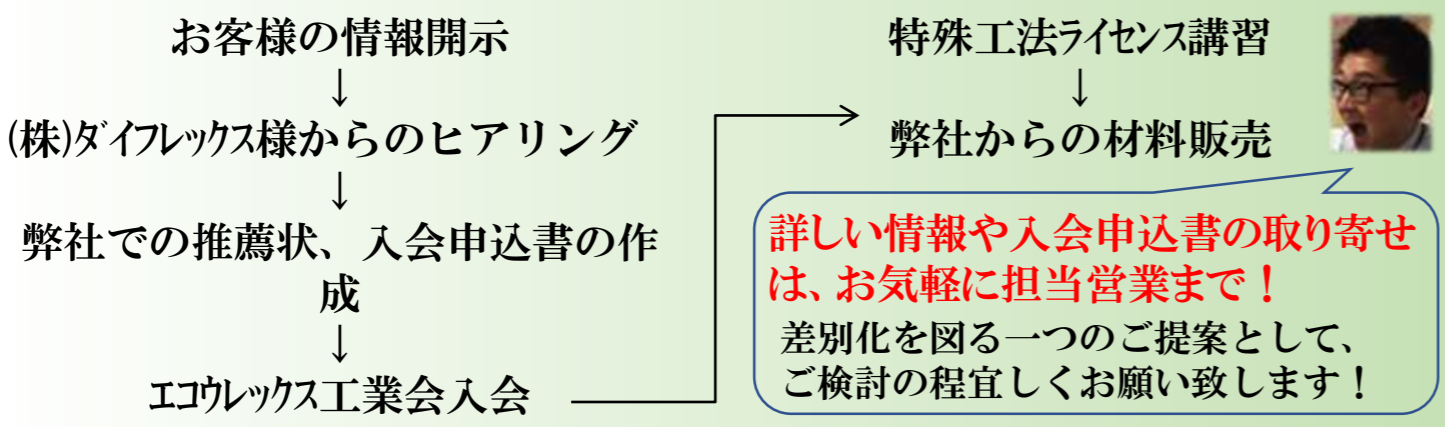 お客様の情報開示
↓
(株)ダイフレックス様からのヒアリング
↓
弊社での推薦状、入会申込書の作
成
↓
エコウレックス工業会入会
特殊工法ライセンス講習
↓
弊社からの材料販売
詳しい情報や入会申込書の取り寄せ
は、お気軽に担当営業まで！
差別化を図る一つのご提案として、
ご検討の程宜しくお願い致します！